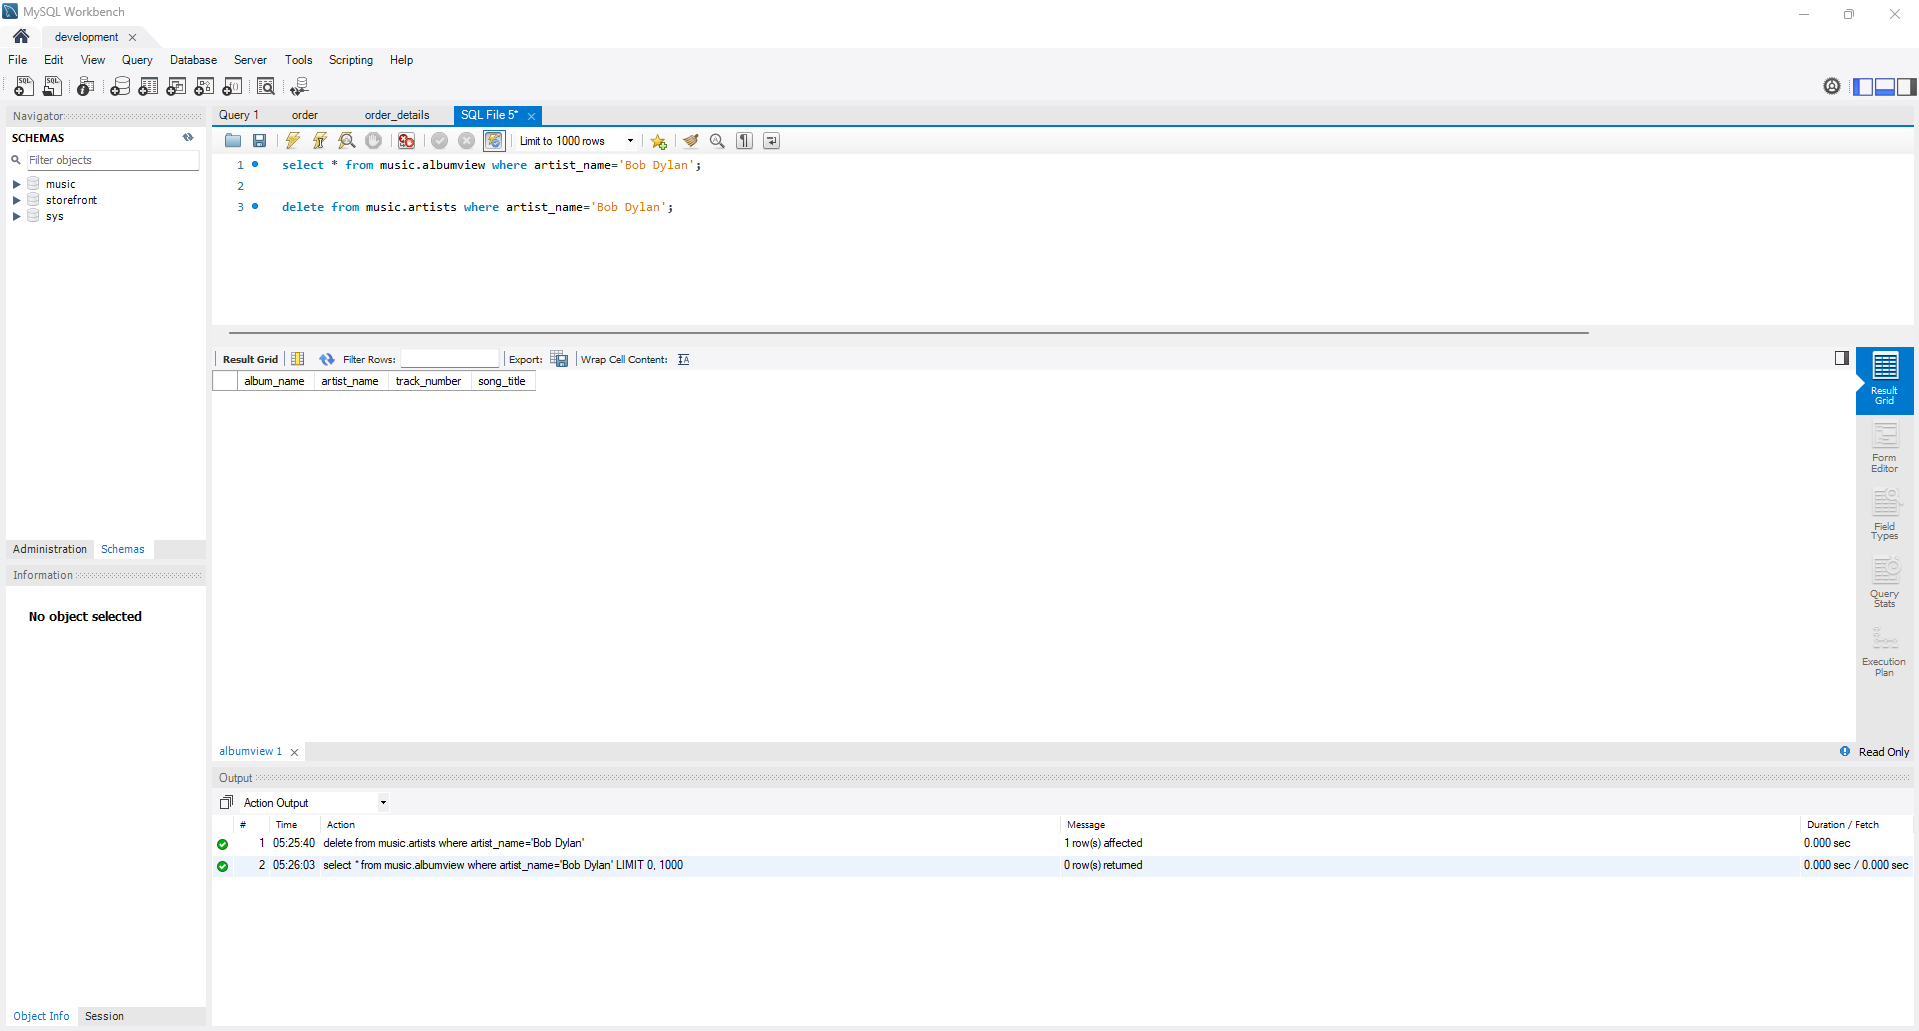 MySQL Workbench
development
File Edit View Query Database Server Tools Scripting Help
Navigator
SCHEMAS
Filter objects
music
storefront
sys
Administration Schemas
Information
No object selected
Object Info Session
Query 1 order order_details SQL File 5*
Limit to 1000 rows
1 select * from music.albumview where artist_name='Bob Dylan';
2
3 delete from music.artists where artist_name='Bob Dylan';
Result Grid Filter Rows: Export: Wrap Cell Content:
album_name artist_name track_number song_title
Result
Grid
Form
Editor
Field
Types
Query
Stats
Execution
Plan
albumview 1
Read Only
Output
Action Output
# Time Action Message Duration / Fetch
1 05:25:40 delete from music.artists where artist_name='Bob Dylan' 1 row(s) affected 0.000 sec
2 05:26:03 select * from music.albumview where artist_name='Bob Dylan' LIMIT 0, 1000 0 row(s) returned 0.000 sec / 0.000 sec